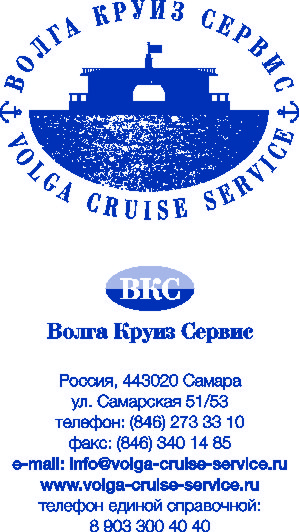 ВОЛГА КРУИЗ СЕРВИС
VOLGA CRUISE SERVICE
ВКС
Волга Круиз Сервис
Россия, 443020 Самара
ул. Самарская 51/53
телефон: (846) 273 33 10
факс: (846) 340 14 85
e-mail: info@volga-cruise-service.ru
www.volga-cruise-service.ru
телефон единой справочной:
8 903 300 40 40